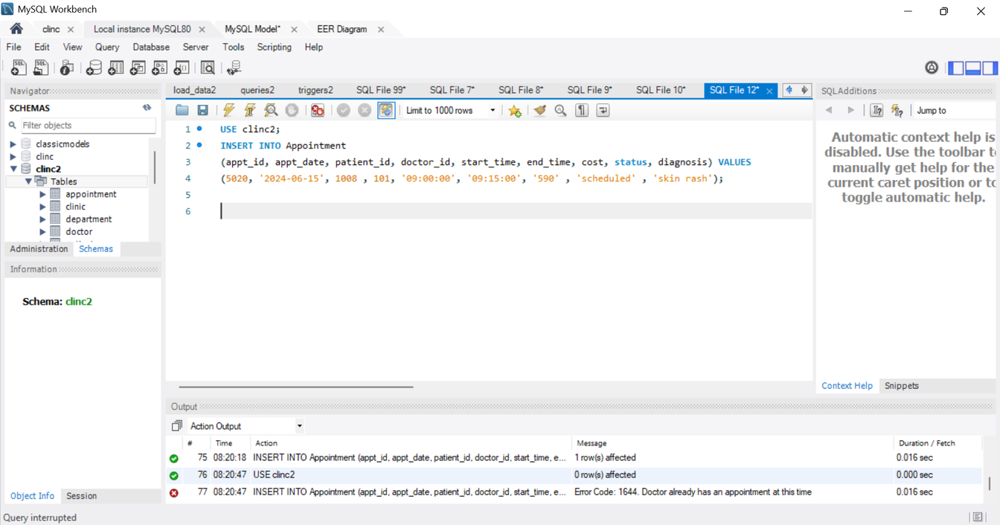 MySQL Workbench
clinc Local instance MySQL80 MySQL Model* EER Diagram
File Edit View Query Database Server Tools Scripting Help
Navigator
SCHEMAS
Filter objects
classicmodels
clinc
clinc2
Tables
appointment
clinic
department
doctor
Administration Schemas
Information
Schema: clinc2
Object Info Session
load_data2 queries2 triggers2 SQL File 99* SQL File 7* SQL File 8* SQL File 9* SQL File 10* SQL File 12*
Limit to 1000 rows
1 USE clinc2;
2 INSERT INTO Appointment
3 (appt_id, appt_date, patient_id, doctor_id, start_time, end_time, cost, status, diagnosis) VALUES
4 (5020, '2024-06-15', 1008 , 101, '09:00:00', '09:15:00', '590' , 'scheduled' , 'skin rash');
5
6
SQLAdditions
Jump to
Automatic context help is
disabled. Use the toolbar t
manually get help for the
current caret position or to
toggle automatic help.
Context Help Snippets
Output
Action Output
# Time Action Message Duration / Fetch
75 08:20:18 INSERT INTO Appointment (appt_id, appt_date, patient_id, doctor_id, start_time, e... 1 row(s) affected 0.016 sec
76 08:20:47 USE clinc2 0 row(s) affected 0.000 sec
77 08:20:47 INSERT INTO Appointment (appt_id, appt_date, patient_id, doctor_id, start_time, e... Error Code: 1644. Doctor already has an appointment at this time 0.016 sec
Query interrupted